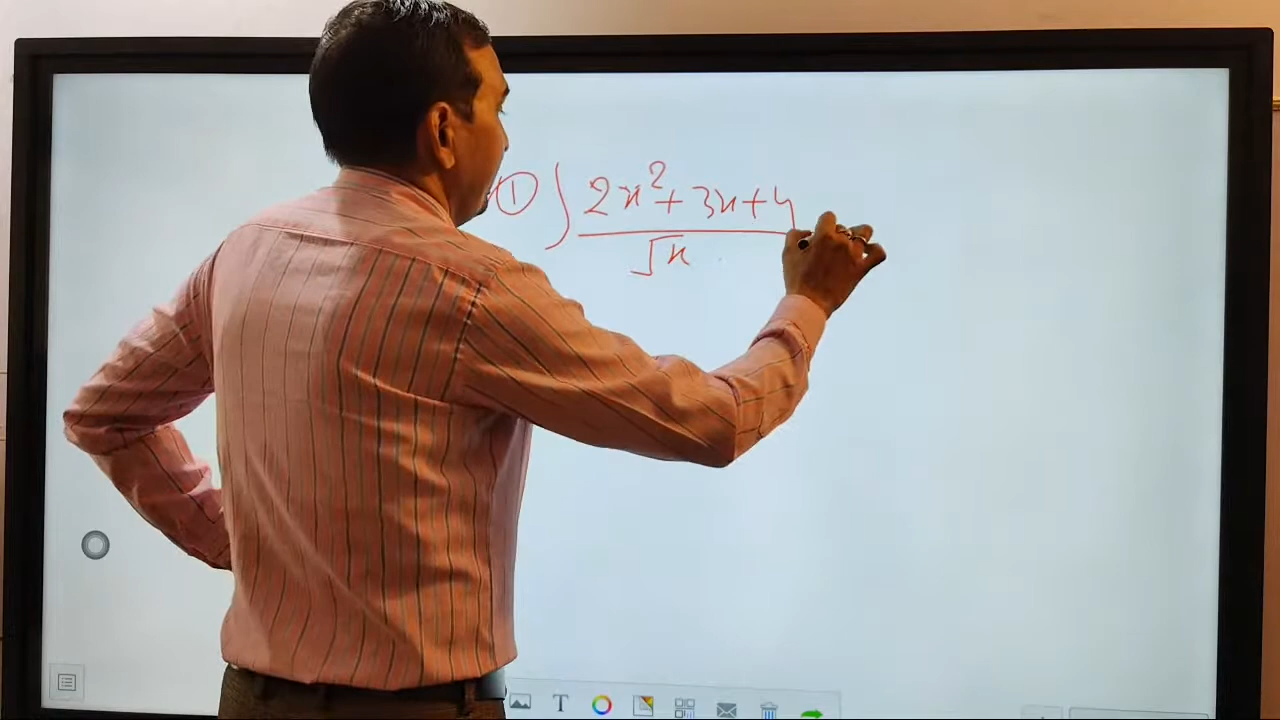 ① ∫ 2x² + 3x + 4
√x
T